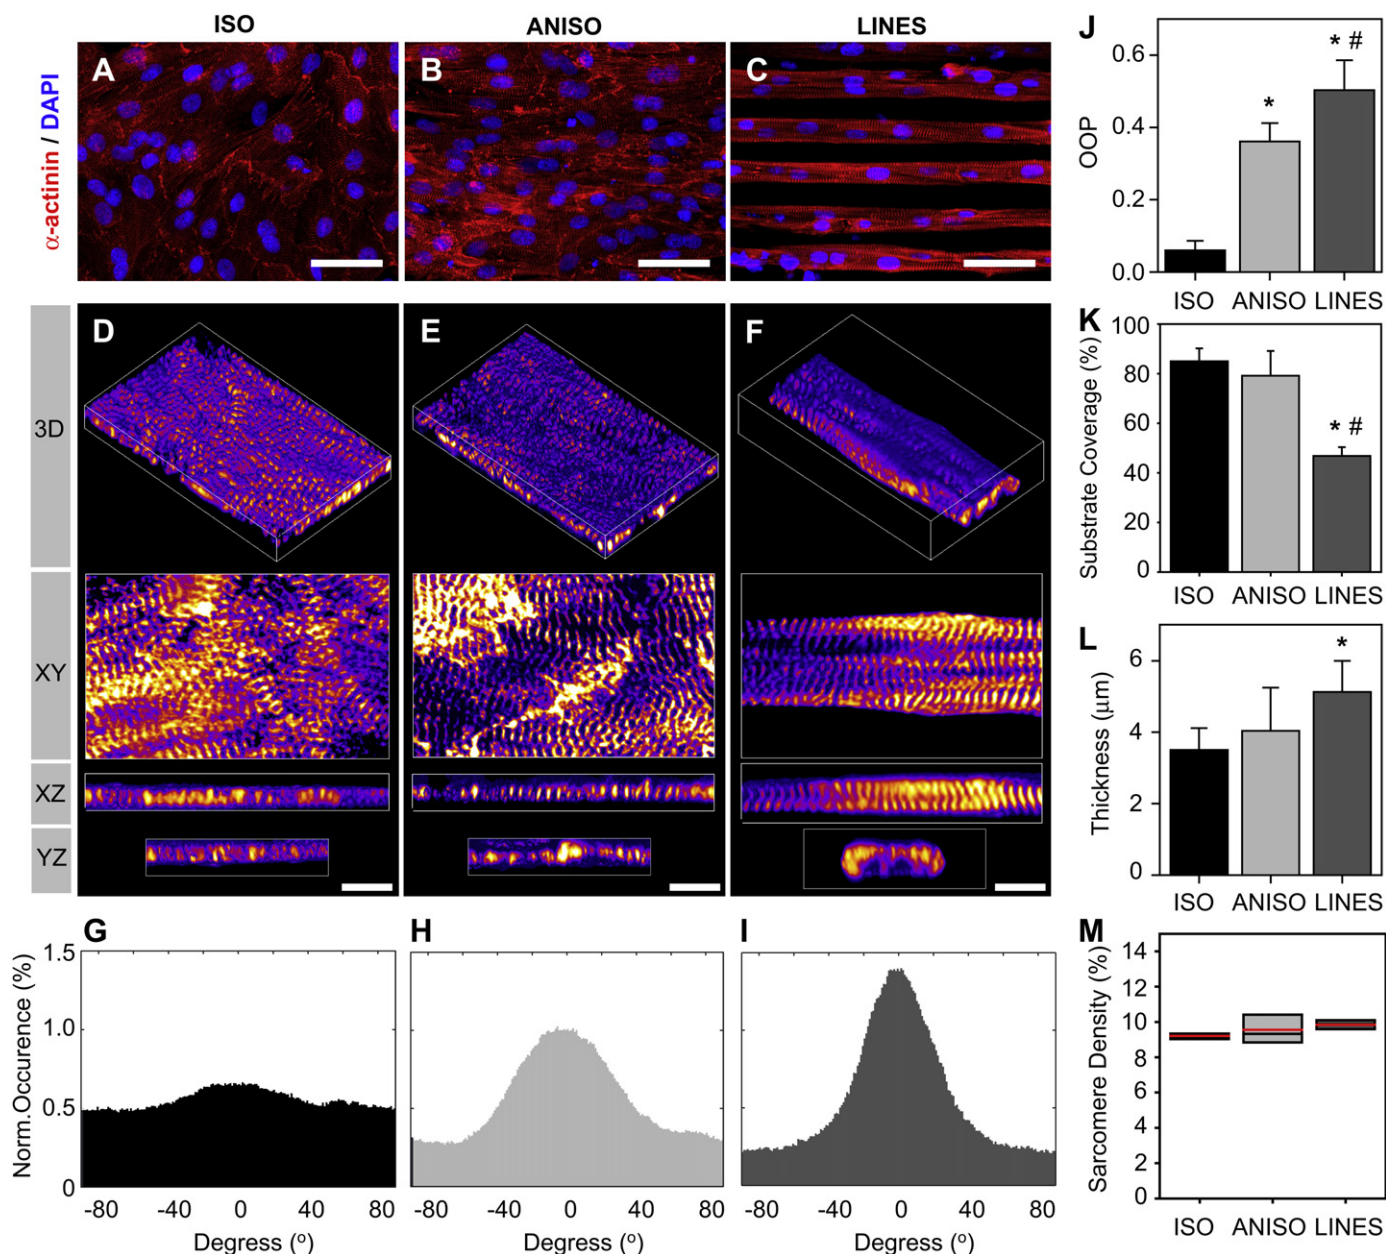 ISO ANISO LINES
α-actinin / DAPI
A B C
3D
D E F
XY
XZ
YZ
G H I
Norm.Occurence (%)
1.5
1.0
0.5
0
-80 -40 0 40 80
-80 -40 0 40 80
-80 -40 0 40 80
Degress (º)
Degress (º)
Degress (º)
J
OOP
0.6
0.4
0.2
0.0
*
* #
ISO ANISO LINES
K
Substrate Coverage (%)
100
80
60
40
20
0
* #
ISO ANISO LINES
L
Thickness (μm)
6
4
2
0
*
ISO ANISO LINES
M
Sarcomere Density (%)
14
12
10
8
6
4
2
0
ISO ANISO LINES